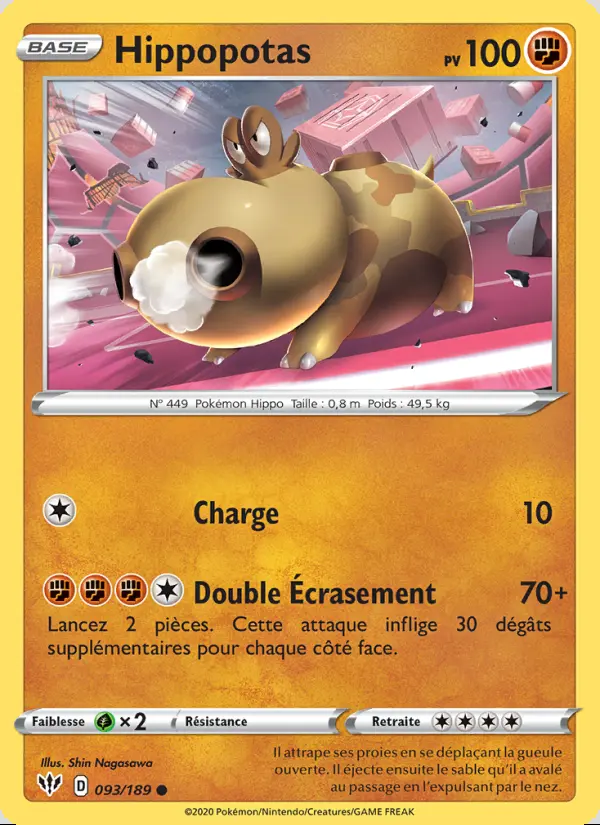 BASE Hippopotas PV 100
N° 449 Pokémon Hippo Taille : 0,8 m Poids : 49,5 kg
Charge 10
Double Écrasement 70+
Lancez 2 pièces. Cette attaque inflige 30 dégâts
supplémentaires pour chaque côté face.
Faiblesse ×2 Résistance Retraite
Illus. Shin Nagasawa
D 093/189
Il attrape ses proies en se déplaçant la gueule
ouverte. Il éjecte ensuite le sable qu'il a avalé
au passage en l'expulsant par le nez.
©2020 Pokémon/Nintendo/Creatures/GAME FREAK